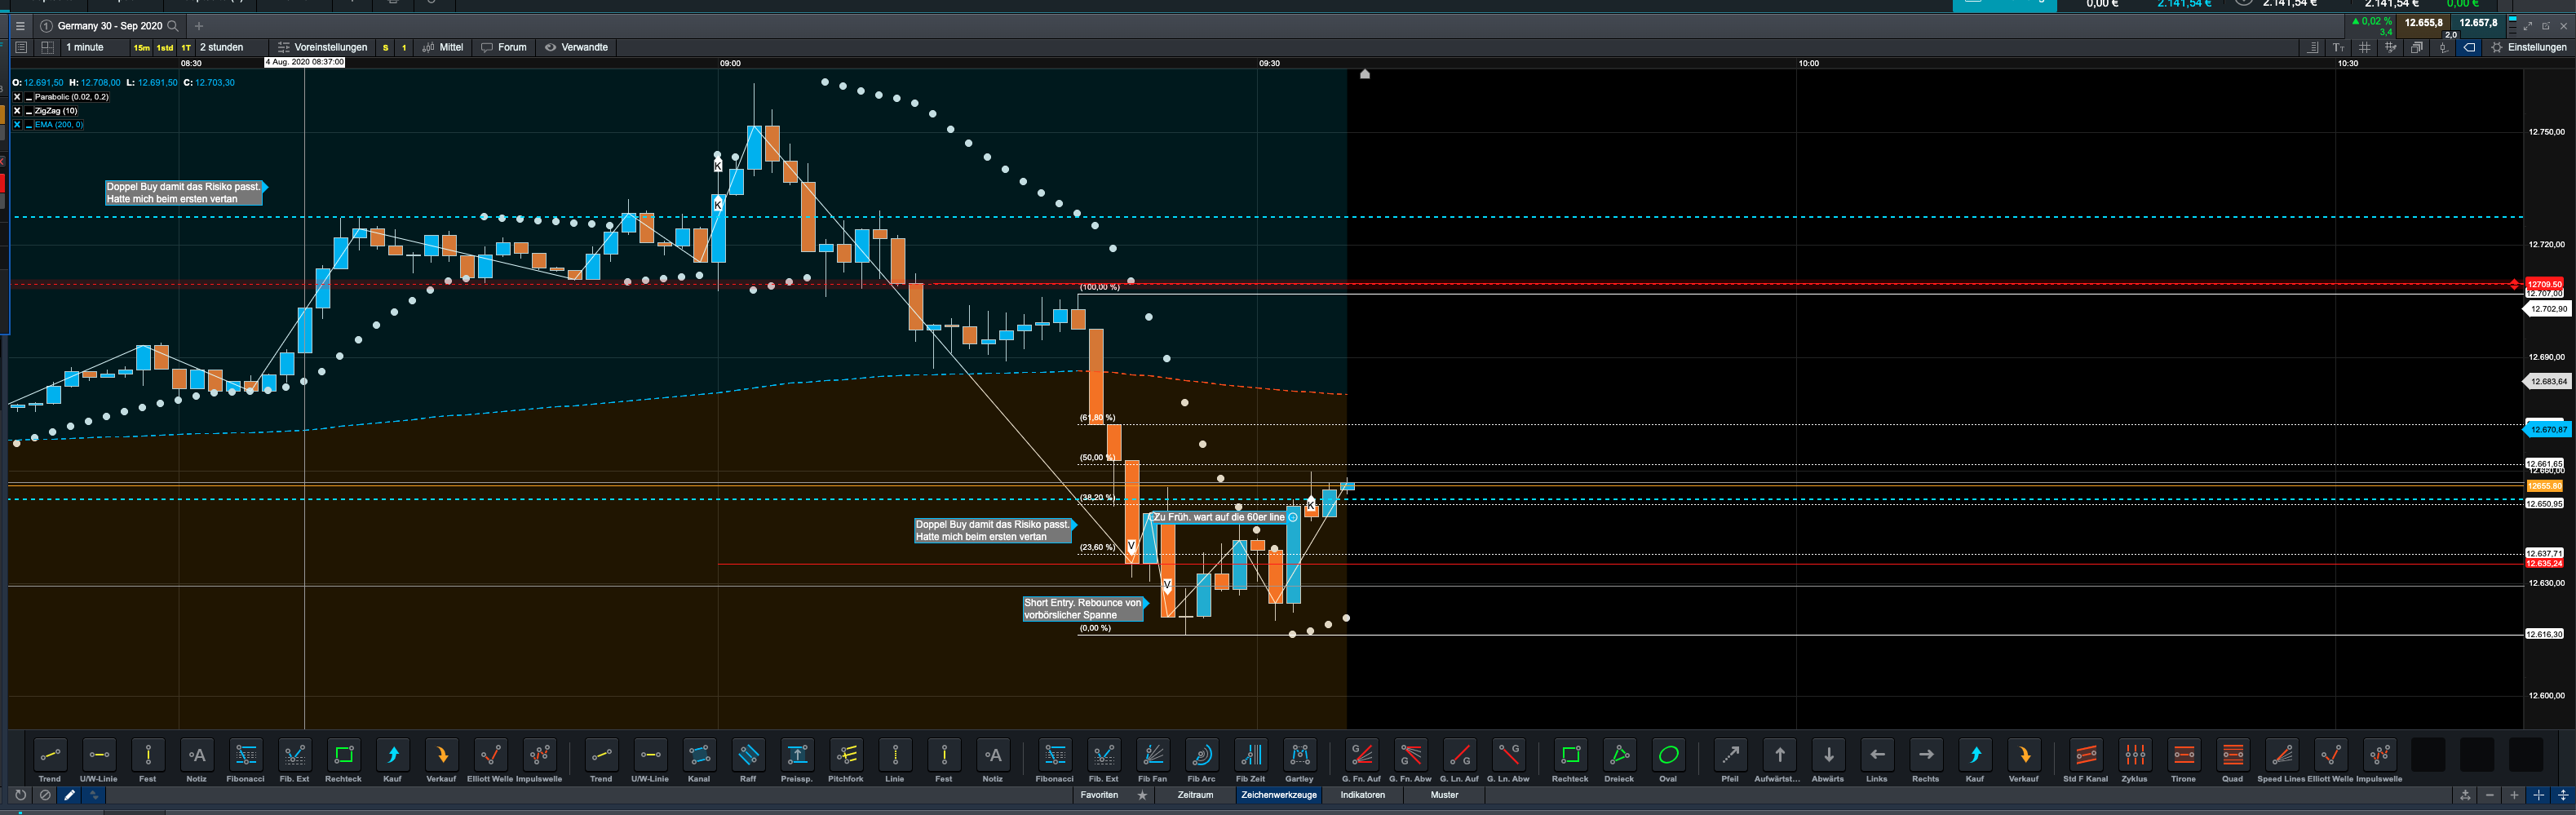 0,00 €
2.141,54 €
2.141,54 €
2.141,54 €
0,00 €
1
Germany 30 - Sep 2020
+
0,02 %
3,4
12.655,8
12.657,8
2,0
1 minute
15m
1std
1T
2 stunden
Voreinstellungen
S
1
Mittel
Forum
Verwandte
Einstellungen
08:30
4 Aug. 2020 08:37:00
09:00
09:30
10:00
10:30
O: 12.691,50 H: 12.708,00 L: 12.691,50 C: 12.703,30
X Parabolic (0.02, 0.2)
X ZigZag (10)
X EMA (200, 0)
Doppel Buy damit das Risiko passt.
Hatte mich beim ersten vertan
K
K
12.750,00
12.720,00
12709.50
12.707,00
12.702,90
12.690,00
12.683,64
12.670,87
12.661,65
12.660,00
12655.80
12.650,95
12.637,71
12.635,24
12.630,00
12.616,30
12.600,00
(100,00 %)
(61,80 %)
(50,00 %)
(38,20 %)
(23,60 %)
(0,00 %)
Doppel Buy damit das Risiko passt.
Hatte mich beim ersten vertan
Zu Früh. wart auf die 60er line
K
V
V
Short Entry. Rebounce von
vorbörslicher Spanne
Trend
U/W-Linie
Fest
Notiz
Fibonacci
Fib. Ext
Rechteck
Kauf
Verkauf
Elliott Welle
Impulswelle
Trend
U/W-Linie
Kanal
Raff
Preissp.
Pitchfork
Linie
Fest
Notiz
Fibonacci
Fib. Ext
Fib Fan
Fib Arc
Fib Zeit
Gartley
G. Fn. Auf
G. Fn. Abw
G. Ln. Auf
G. Ln. Abw
Rechteck
Dreieck
Oval
Pfeil
Aufwärtst...
Abwärts
Links
Rechts
Kauf
Verkauf
Std F Kanal
Zyklus
Tirone
Quad
Speed Lines
Elliott Welle
Impulswelle
Favoriten
Zeitraum
Zeichenwerkzeuge
Indikatoren
Muster